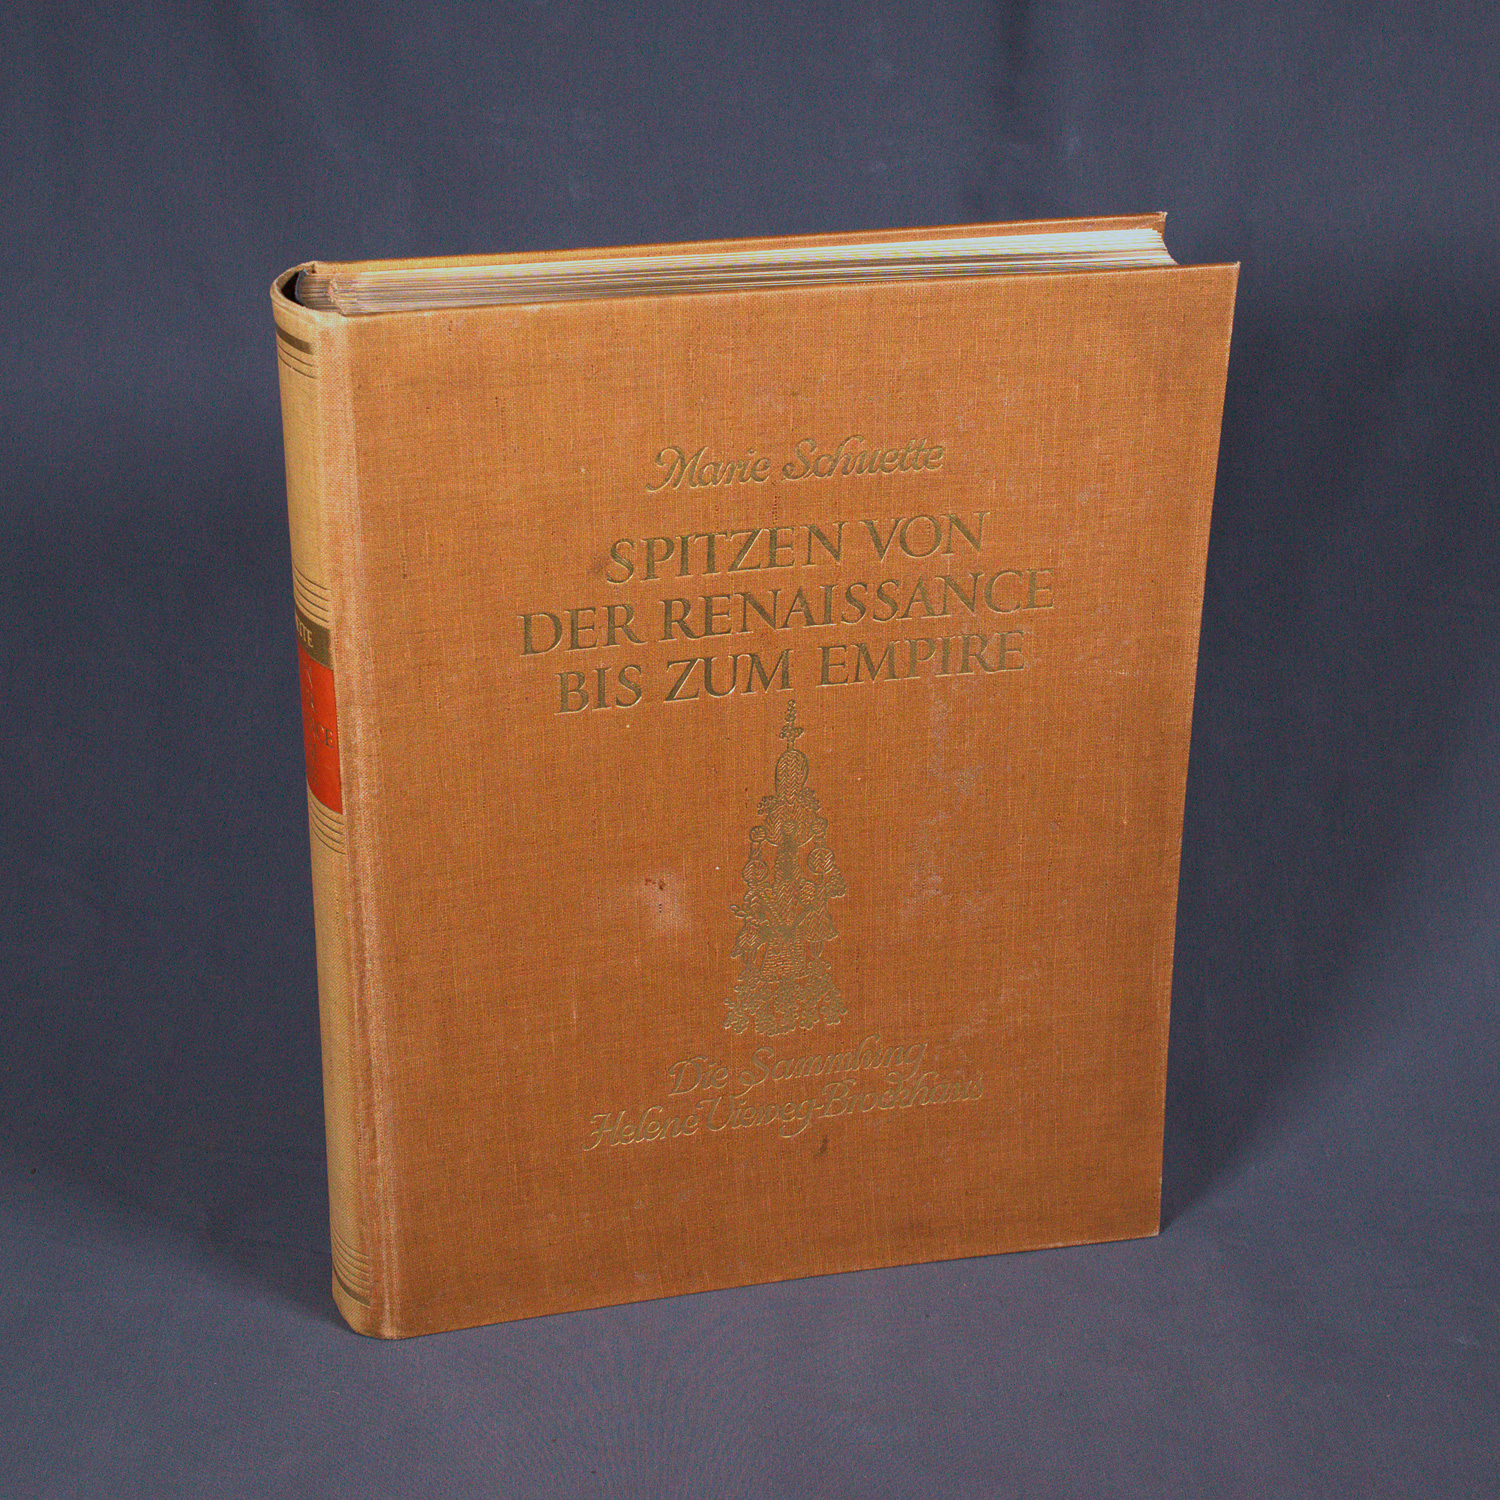 Marie Schuette
SPITZEN VON
DER RENAISSANCE
BIS ZUM EMPIRE
Die Sammlung
Helene Vieweg-Brockhaus